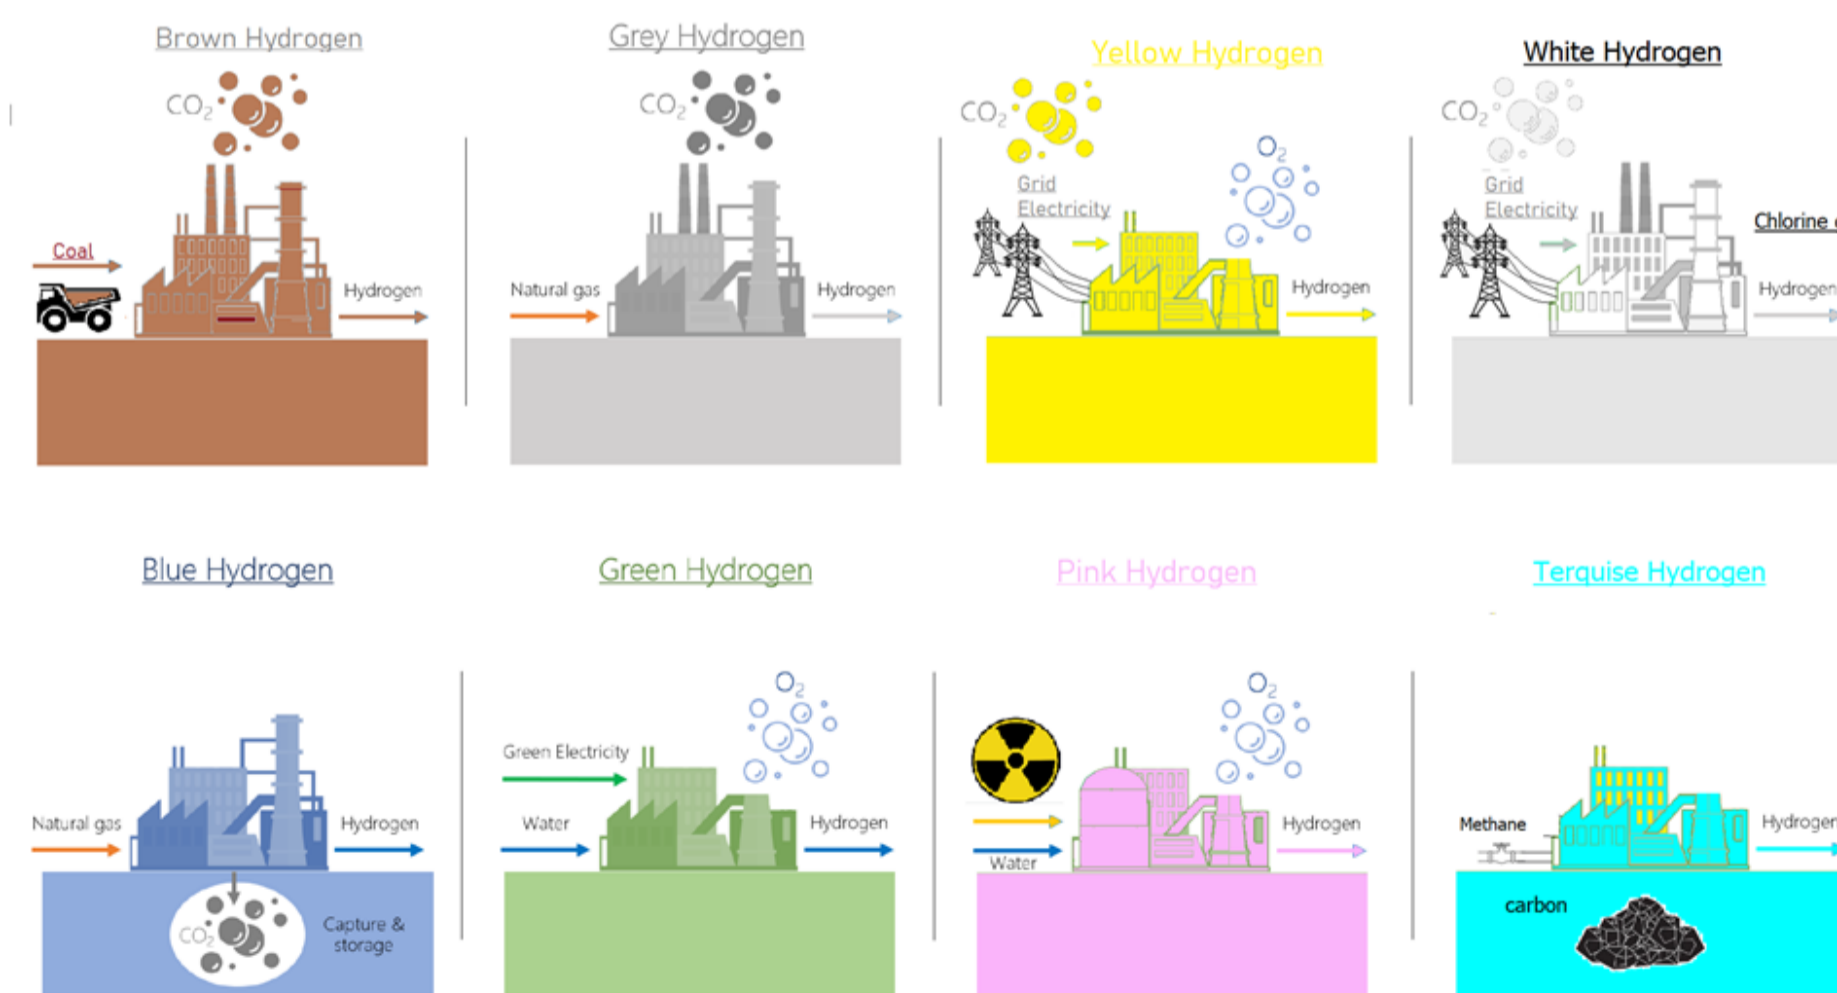 Brown Hydrogen
CO2
Coal
Hydrogen
Grey Hydrogen
CO2
Natural gas
Hydrogen
Yellow Hydrogen
CO2
O2
Grid
Electricity
Hydrogen
White Hydrogen
CO2
Grid
Electricity
Chlorine
Hydrogen
Blue Hydrogen
Natural gas
Hydrogen
CO2
Capture &
storage
Green Hydrogen
O2
Green Electricity
Water
Hydrogen
Pink Hydrogen
O2
Water
Hydrogen
Terquise Hydrogen
Methane
Hydrogen
carbon